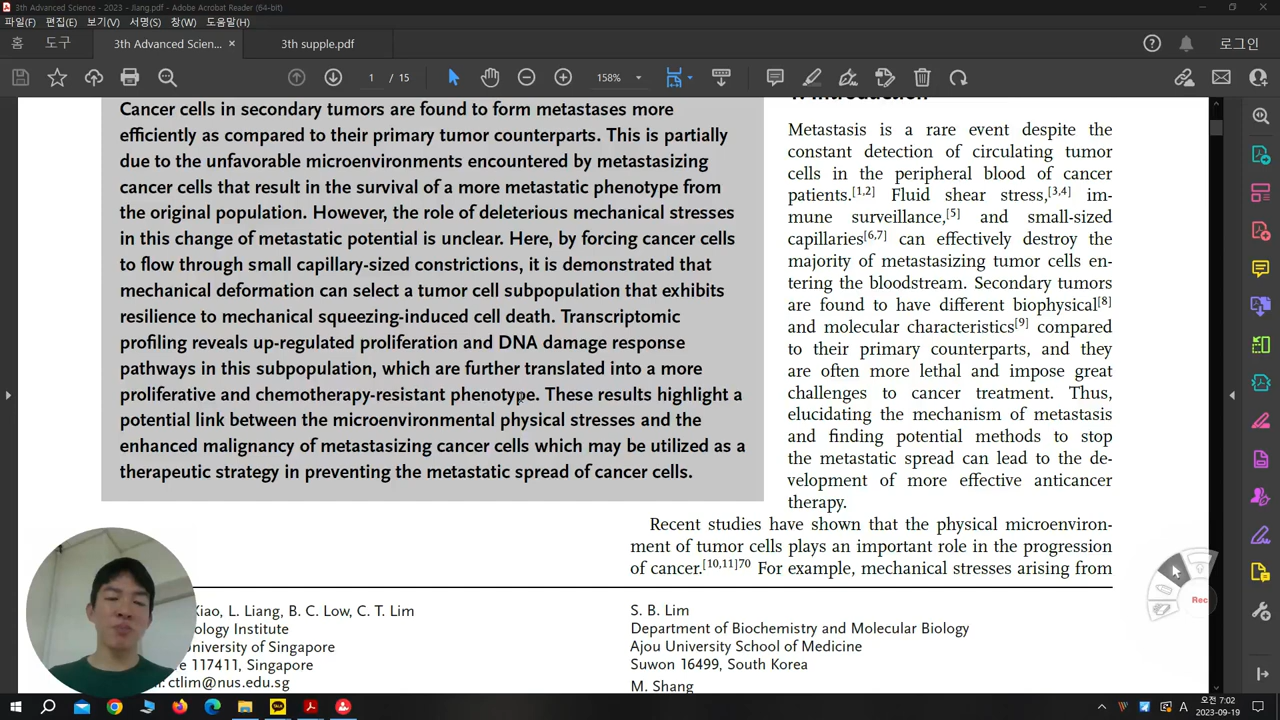 3th Advanced Science - 2023 - Jiang.pdf - Adobe Acrobat Reader (64-bit)
파일(F) 편집(E) 보기(V) 서명(S) 창(W) 도움말(H)
홈 도구 3th Advanced Scien... × 3th supple.pdf 로그인
1 / 15 158%
Cancer cells in secondary tumors are found to form metastases more
efficiently as compared to their primary tumor counterparts. This is partially
due to the unfavorable microenvironments encountered by metastasizing
cancer cells that result in the survival of a more metastatic phenotype from
the original population. However, the role of deleterious mechanical stresses
in this change of metastatic potential is unclear. Here, by forcing cancer cells
to flow through small capillary-sized constrictions, it is demonstrated that
mechanical deformation can select a tumor cell subpopulation that exhibits
resilience to mechanical squeezing-induced cell death. Transcriptomic
profiling reveals up-regulated proliferation and DNA damage response
pathways in this subpopulation, which are further translated into a more
proliferative and chemotherapy-resistant phenotype. These results highlight a
potential link between the microenvironmental physical stresses and the
enhanced malignancy of metastasizing cancer cells which may be utilized as a
therapeutic strategy in preventing the metastatic spread of cancer cells.
Metastasis is a rare event despite the
constant detection of circulating tumor
cells in the peripheral blood of cancer
patients.[1,2] Fluid shear stress,[3,4] im-
mune surveillance,[5] and small-sized
capillaries[6,7] can effectively destroy the
majority of metastasizing tumor cells en-
tering the bloodstream. Secondary tumors
are found to have different biophysical[8]
and molecular characteristics[9] compared
to their primary counterparts, and they
are often more lethal and impose great
challenges to cancer treatment. Thus,
elucidating the mechanism of metastasis
and finding potential methods to stop
the metastatic spread can lead to the de-
velopment of more effective anticancer
therapy.
Recent studies have shown that the physical microenviron-
ment of tumor cells plays an important role in the progression
of cancer.[10,11]70 For example, mechanical stresses arising from
Xiao, L. Liang, B. C. Low, C. T. Lim
ology Institute
niversity of Singapore
re 117411, Singapore
ctlim@nus.edu.sg
S. B. Lim
Department of Biochemistry and Molecular Biology
Ajou University School of Medicine
Suwon 16499, South Korea
M. Shang
Rec
TALK
A 오전 7:02
2023-09-19